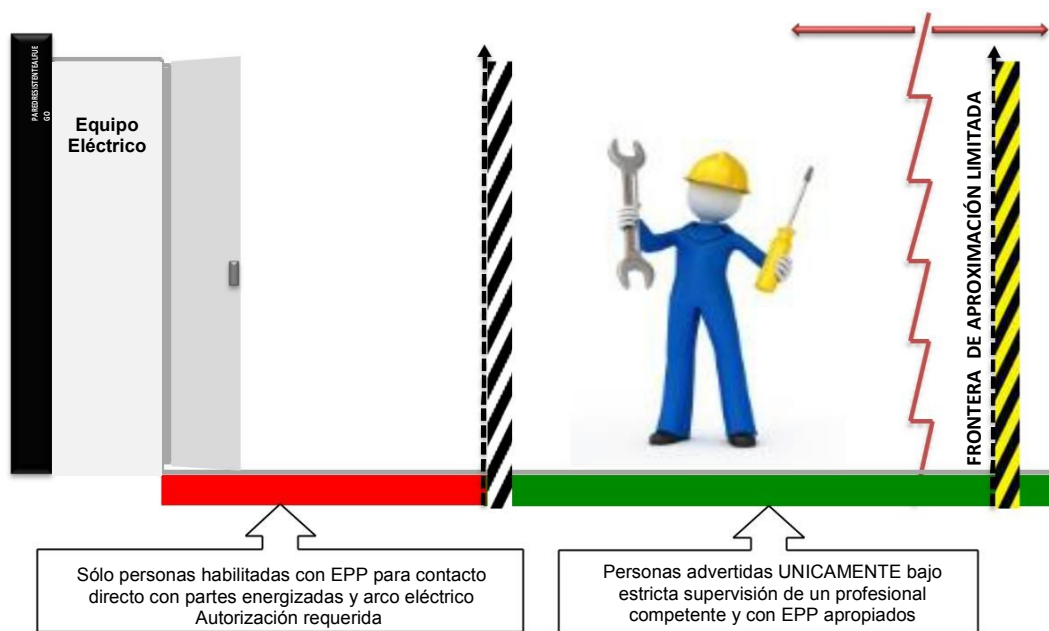 PAREDRESISTENTEALFUE
GO
Equipo
Eléctrico
FRONTERA DE APROXIMACIÓN LIMITADA
Sólo personas habilitadas con EPP para contacto
directo con partes energizadas y arco eléctrico
Autorización requerida
Personas advertidas UNICAMENTE bajo
estricta supervisión de un profesional
competente y con EPP apropiados